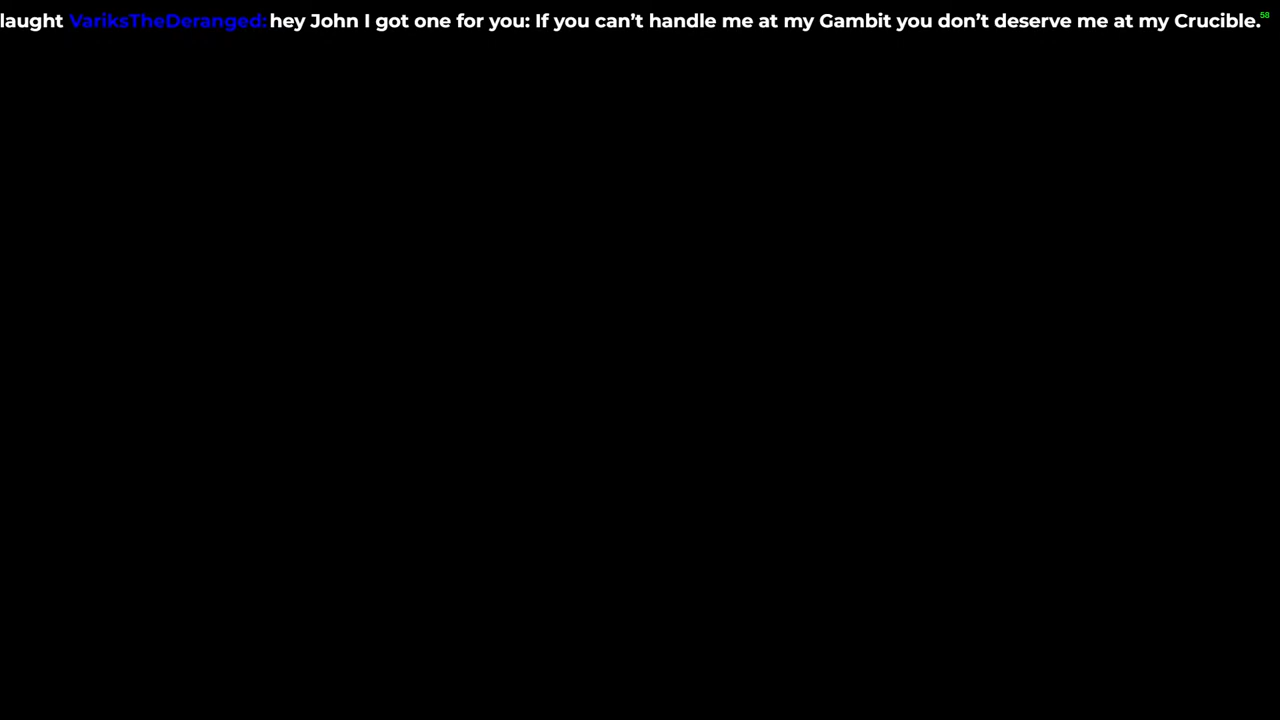 laught VariksTheDeranged: hey John I got one for you: If you can’t handle me at my Gambit you don’t deserve me at my Crucible. 58